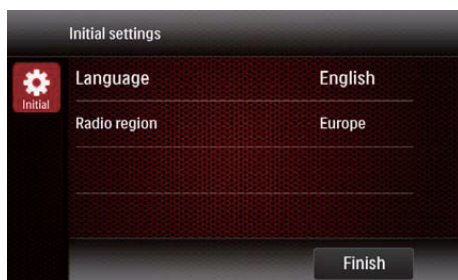 Initial settings
Initial
Language English
Radio region Europe
Finish